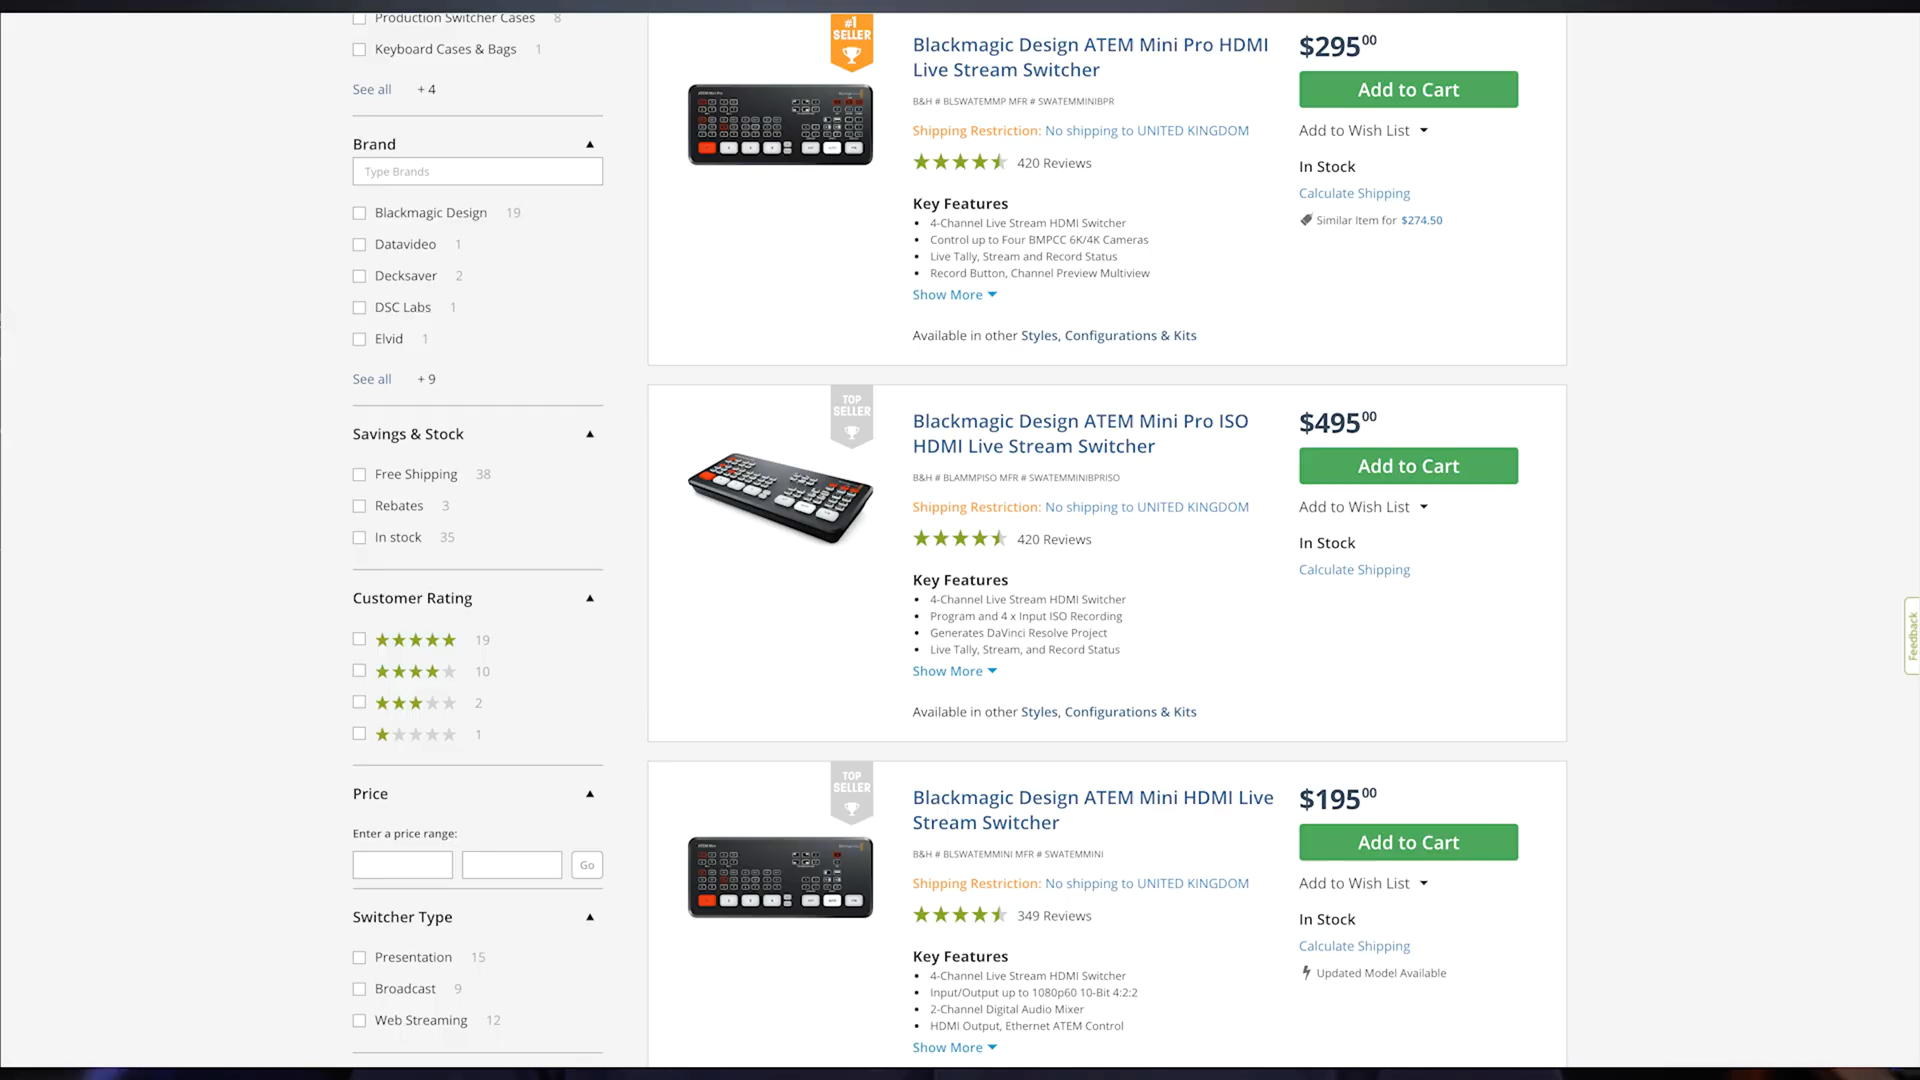 Production Switcher Cases 8
Keyboard Cases & Bags 1
See all + 4
Brand
Type Brands
Blackmagic Design 19
Datavideo 1
Decksaver 2
DSC Labs 1
Elvid 1
See all + 9
Savings & Stock
Free Shipping 38
Rebates 3
In stock 35
Customer Rating
19
10
2
1
Price
Enter a price range:
Go
Switcher Type
Presentation 15
Broadcast 9
Web Streaming 12
#1
SELLER
Blackmagic Design ATEM Mini Pro HDMI
Live Stream Switcher
B&H # BLSWATEMMP MFR # SWATEMMINIBPR
Shipping Restriction: No shipping to UNITED KINGDOM
420 Reviews
Key Features
4-Channel Live Stream HDMI Switcher
Control up to Four BMPCC 6K/4K Cameras
Live Tally, Stream and Record Status
Record Button, Channel Preview Multiview
Show More
Available in other Styles, Configurations & Kits
$295.00
Add to Cart
Add to Wish List
In Stock
Calculate Shipping
Similar Item for $274.50
TOP
SELLER
Blackmagic Design ATEM Mini Pro ISO
HDMI Live Stream Switcher
B&H # BLAMMPISO MFR # SWATEMMINIBPRISO
Shipping Restriction: No shipping to UNITED KINGDOM
420 Reviews
Key Features
4-Channel Live Stream HDMI Switcher
Program and 4 x Input ISO Recording
Generates DaVinci Resolve Project
Live Tally, Stream, and Record Status
Show More
Available in other Styles, Configurations & Kits
$495.00
Add to Cart
Add to Wish List
In Stock
Calculate Shipping
TOP
SELLER
Blackmagic Design ATEM Mini HDMI Live
Stream Switcher
B&H # BLSWATEMMINI MFR # SWATEMMINI
Shipping Restriction: No shipping to UNITED KINGDOM
349 Reviews
Key Features
4-Channel Live Stream HDMI Switcher
Input/Output up to 1080p60 10-Bit 4:2:2
2-Channel Digital Audio Mixer
HDMI Output, Ethernet ATEM Control
Show More
$195.00
Add to Cart
Add to Wish List
In Stock
Calculate Shipping
Updated Model Available
Feedback